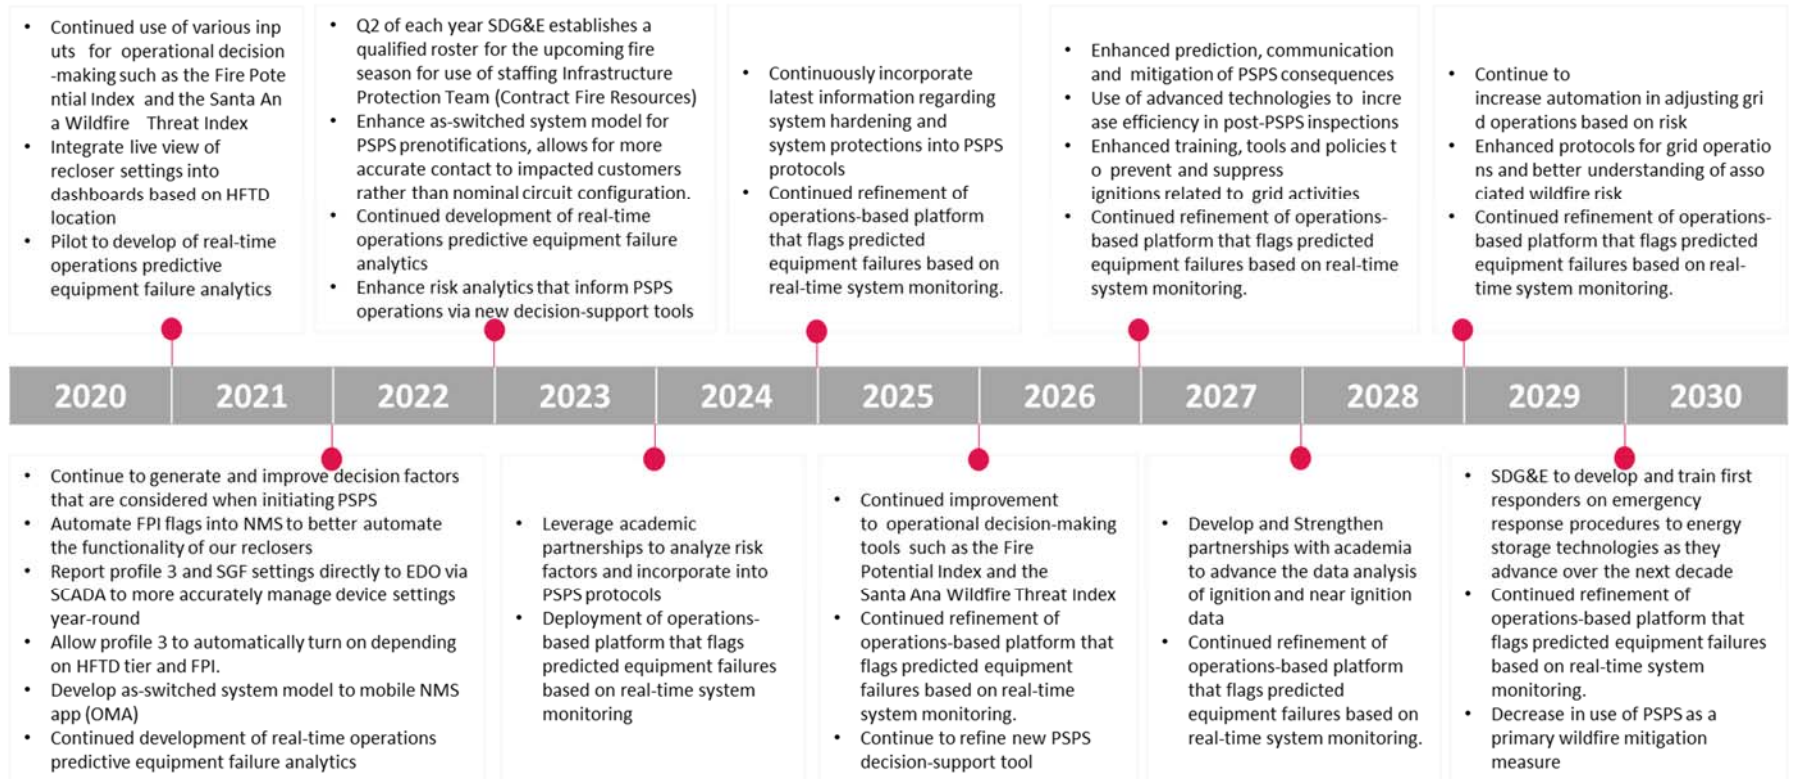 • Continued use of various inp
uts for operational decision
-making such as the Fire Pote
ntial Index and the Santa An
a Wildfire Threat Index
• Integrate live view of
recloser settings into
dashboards based on HFTD
location
• Pilot to develop of real-time
operations predictive
equipment failure analytics
• Q2 of each year SDG&E establishes a
qualified roster for the upcoming fire
season for use of staffing Infrastructure
Protection Team (Contract Fire Resources)
• Enhance as-switched system model for
PSPS prenotifications, allows for more
accurate contact to impacted customers
rather than nominal circuit configuration.
• Continued development of real-time
operations predictive equipment failure
analytics
• Enhance risk analytics that inform PSPS
operations via new decision-support tools
• Continuously incorporate
latest information regarding
system hardening and
system protections into PSPS
protocols
• Continued refinement of
operations-based platform
that flags predicted
equipment failures based on
real-time system monitoring.
• Enhanced prediction, communication
and mitigation of PSPS consequences
• Use of advanced technologies to incre
ase efficiency in post-PSPS inspections
• Enhanced training, tools and policies t
o prevent and suppress
ignitions related to grid activities
• Continued refinement of operations-
based platform that flags predicted
equipment failures based on real-time
system monitoring.
• Continue to
increase automation in adjusting gri
d operations based on risk
• Enhanced protocols for grid operatio
ns and better understanding of asso
ciated wildfire risk
• Continued refinement of operations-
based platform that flags predicted
equipment failures based on real-
time system monitoring.
2020 2021 2022 2023 2024 2025 2026 2027 2028 2029 2030
• Continue to generate and improve decision factors
that are considered when initiating PSPS
• Automate FPI flags into NMS to better automate
the functionality of our reclosers
• Report profile 3 and SGF settings directly to EDO via
SCADA to more accurately manage device settings
year-round
• Allow profile 3 to automatically turn on depending
on HFTD tier and FPI.
• Develop as-switched system model to mobile NMS
app (OMA)
• Continued development of real-time operations
predictive equipment failure analytics
• Leverage academic
partnerships to analyze risk
factors and incorporate into
PSPS protocols
• Deployment of operations-
based platform that flags
predicted equipment failures
based on real-time system
monitoring
• Continued improvement
to operational decision-making
tools such as the Fire
Potential Index and the
Santa Ana Wildfire Threat Index
• Continued refinement of
operations-based platform that
flags predicted equipment
failures based on real-time
system monitoring.
• Continue to refine new PSPS
decision-support tool
• Develop and Strengthen
partnerships with academia
to advance the data analysis
of ignition and near ignition
data
• Continued refinement of
operations-based platform
that flags predicted
equipment failures based on
real-time system monitoring.
• SDG&E to develop and train first
responders on emergency
response procedures to energy
storage technologies as they
advance over the next decade
• Continued refinement of
operations-based platform that
flags predicted equipment failures
based on real-time system
monitoring.
• Decrease in use of PSPS as a
primary wildfire mitigation
measure